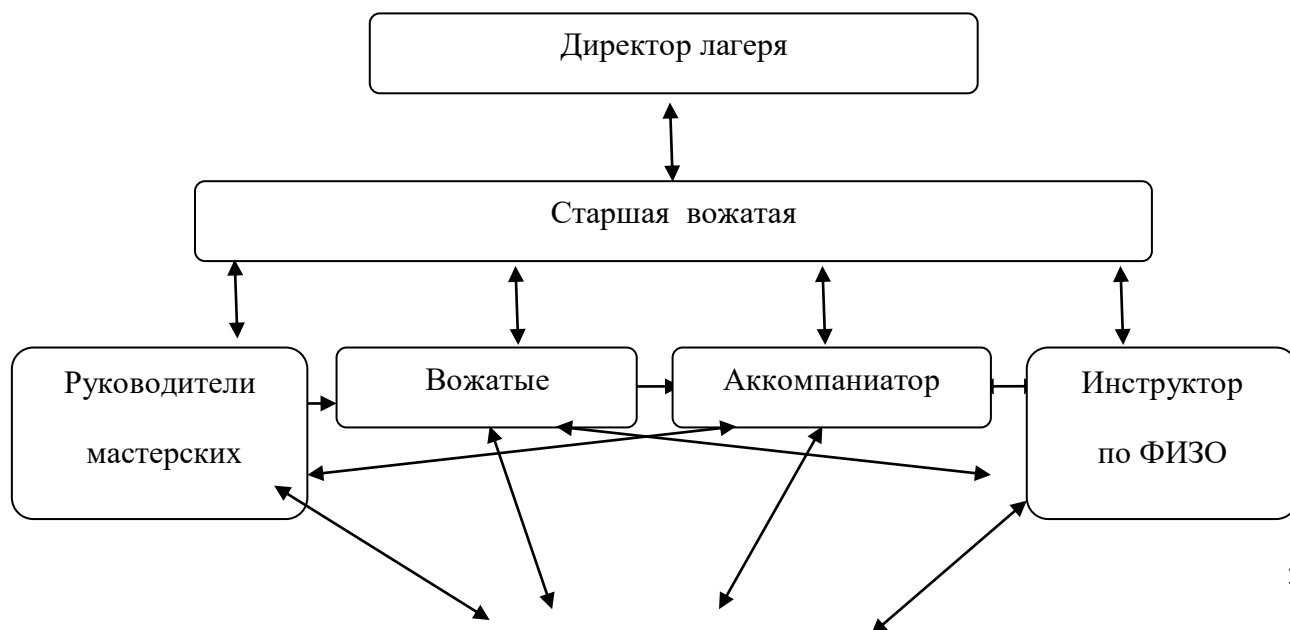 Директор лагеря
Старшая вожатая
Руководители
мастерских
Вожатые
Аккомпаниатор
Инструктор
по ФИЗО